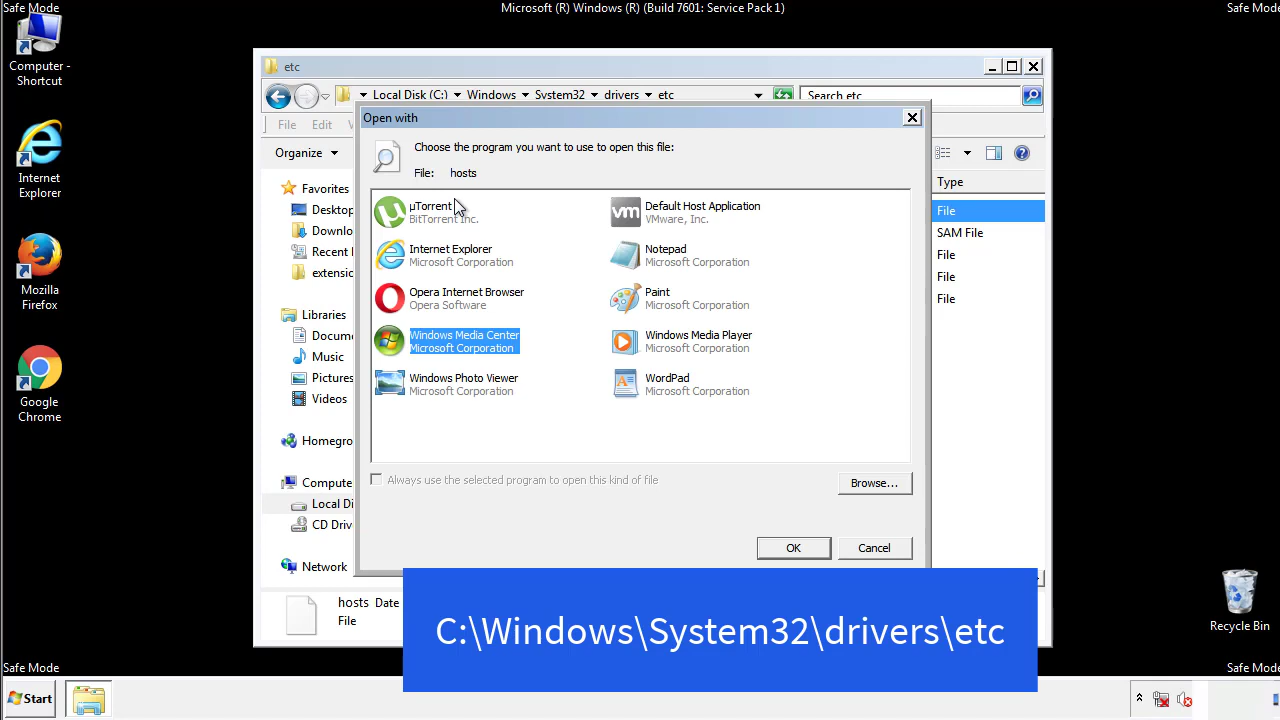 Safe Mode
Microsoft (R) Windows (R) (Build 7601: Service Pack 1)
Safe Mode
Computer -
Shortcut
Internet
Explorer
Mozilla
Firefox
Google
Chrome
etc
Local Disk (C:)
Windows
System32
drivers
etc
Search etc
File
Edit
Organize
Favorites
Desktop
Downlo
Recent
extensio
Libraries
Docume
Music
Pictures
Videos
Homegro
Compute
Local Di
CD Driv
Network
Type
File
SAM File
File
File
File
Open with
Choose the program you want to use to open this file:
File: hosts
µTorrent
BitTorrent Inc.
Default Host Application
VMware, Inc.
Internet Explorer
Microsoft Corporation
Notepad
Microsoft Corporation
Opera Internet Browser
Opera Software
Paint
Microsoft Corporation
Windows Media Center
Microsoft Corporation
Windows Media Player
Microsoft Corporation
Windows Photo Viewer
Microsoft Corporation
WordPad
Microsoft Corporation
Always use the selected program to open this kind of file
Browse...
OK
Cancel
hosts Date
File
C:\Windows\System32\drivers\etc
Recycle Bin
Safe Mode
Safe Mode
Start